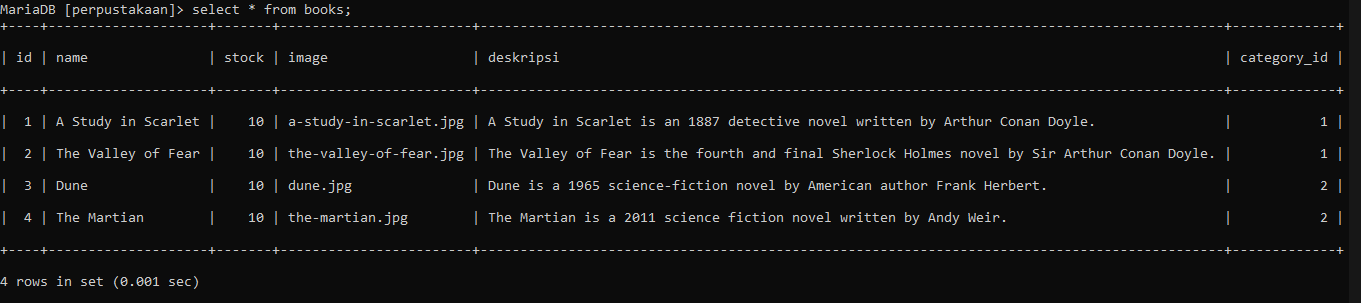 MariaDB [perpustakaan]> select * from books;
+----+--------------------+-------+------------------------+---------------------------------------------------------------------------------------------+-------------+
| id | name               | stock | image                  | deskripsi                                                                                   | category_id |
+----+--------------------+-------+------------------------+---------------------------------------------------------------------------------------------+-------------+
|  1 | A Study in Scarlet |    10 | a-study-in-scarlet.jpg | A Study in Scarlet is an 1887 detective novel written by Arthur Conan Doyle.                |           1 |
|  2 | The Valley of Fear |    10 | the-valley-of-fear.jpg | The Valley of Fear is the fourth and final Sherlock Holmes novel by Sir Arthur Conan Doyle. |           1 |
|  3 | Dune               |    10 | dune.jpg               | Dune is a 1965 science-fiction novel by American author Frank Herbert.                      |           2 |
|  4 | The Martian        |    10 | the-martian.jpg        | The Martian is a 2011 science fiction novel written by Andy Weir.                           |           2 |
+----+--------------------+-------+------------------------+---------------------------------------------------------------------------------------------+-------------+
4 rows in set (0.001 sec)